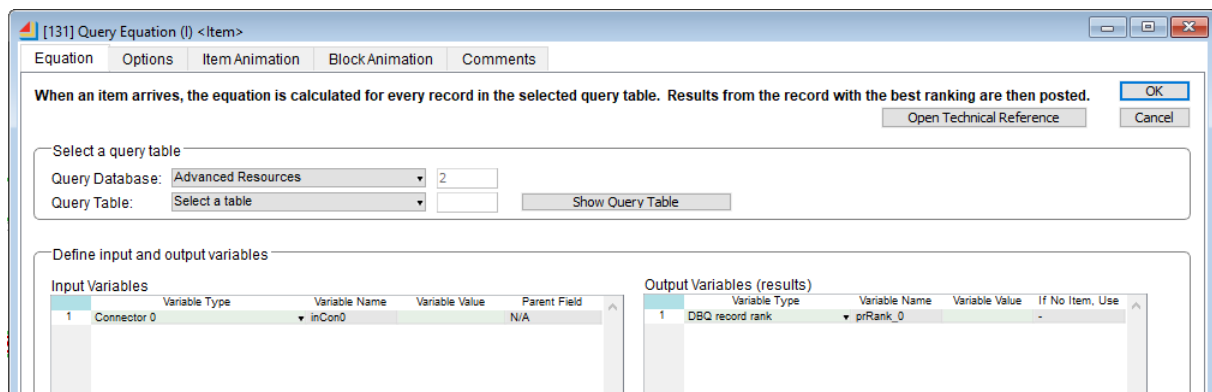 [131] Query Equation (I) <Item>
Equation Options Item Animation Block Animation Comments
When an item arrives, the equation is calculated for every record in the selected query table. Results from the record with the best ranking are then posted.
OK
Open Technical Reference Cancel
Select a query table
Query Database: Advanced Resources 2
Query Table: Select a table Show Query Table
Define input and output variables
Input Variables Output Variables (results)
Variable Type Variable Name Variable Value Parent Field Variable Type Variable Name Variable Value If No Item, Use
1 Connector 0 inCon0 N/A 1 DBQ record rank prRank_0 -